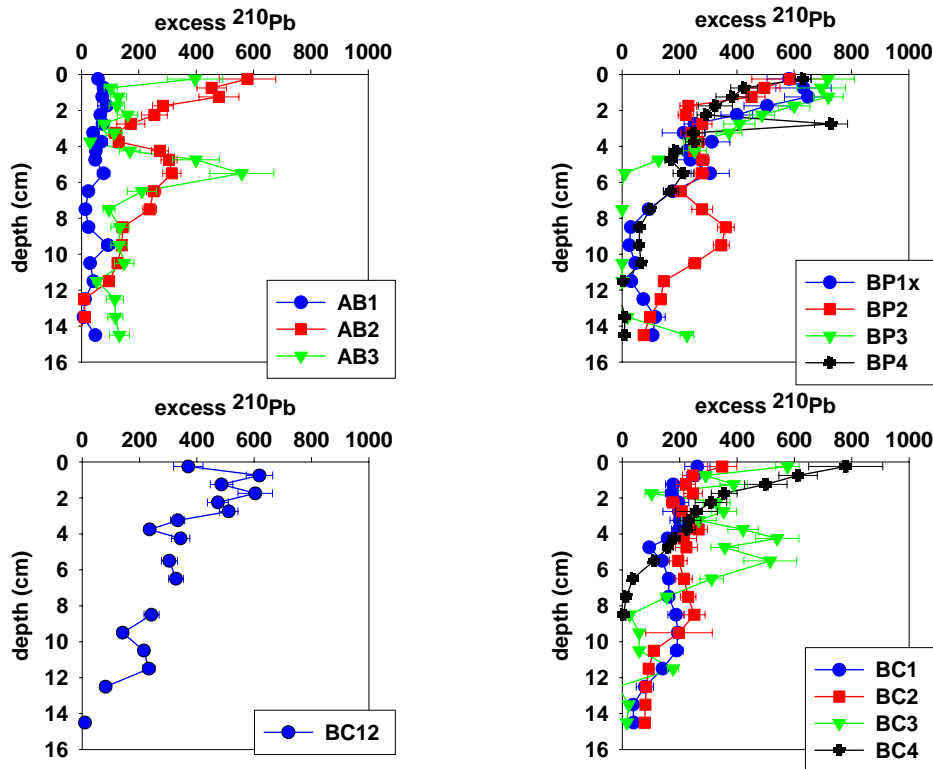 excess ²¹⁰Pb
0 200 400 600 800 1000
0
2
4
6
8
10
12
14
16
depth (cm)
AB1
AB2
AB3
excess ²¹⁰Pb
0 200 400 600 800 1000
0
2
4
6
8
10
12
14
16
depth (cm)
BP1x
BP2
BP3
BP4
excess ²¹⁰Pb
0 200 400 600 800 1000
0
2
4
6
8
10
12
14
16
depth (cm)
BC12
excess ²¹⁰Pb
0 200 400 600 800 1000
0
2
4
6
8
10
12
14
16
depth (cm)
BC1
BC2
BC3
BC4